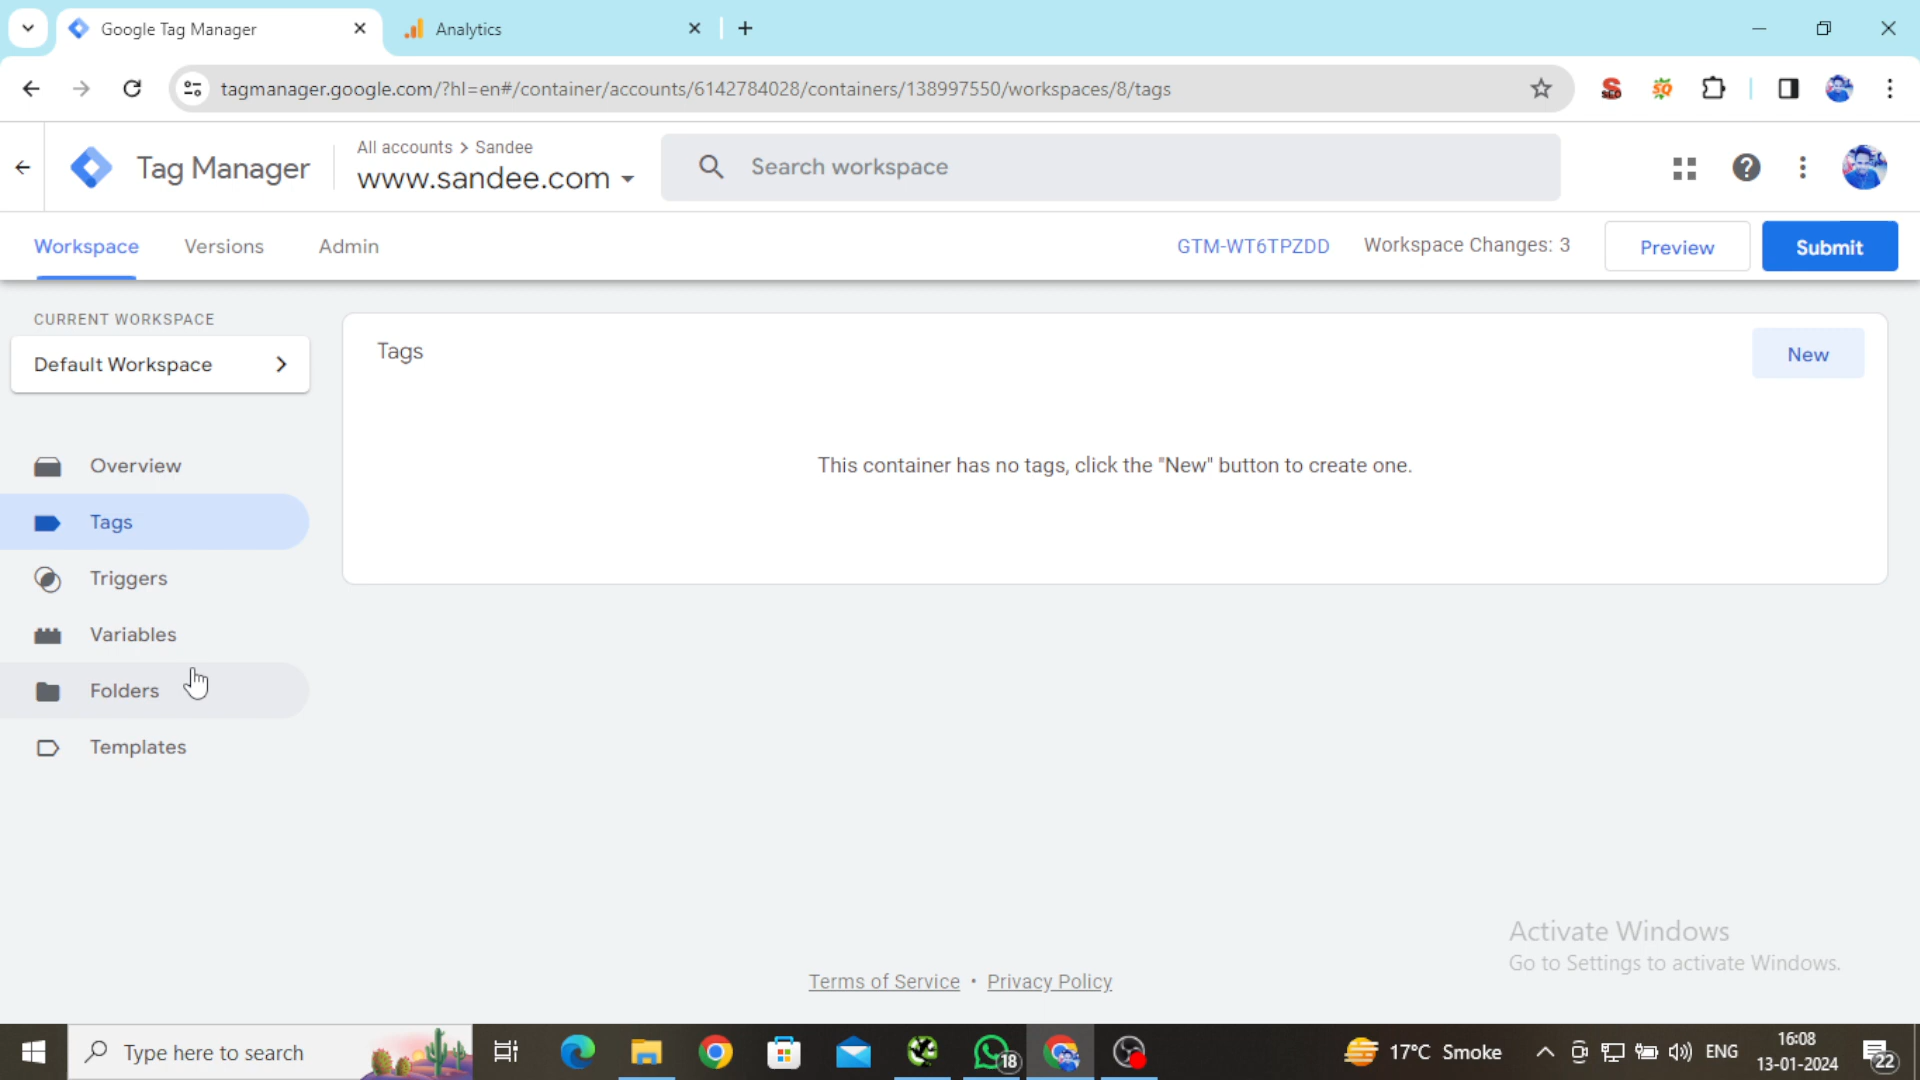 Google Tag Manager
Analytics
tagmanager.google.com/?hl=en#/container/accounts/6142784028/containers/138997550/workspaces/8/tags
SEO
SQ
Tag Manager
All accounts > Sandee
www.sandee.com
Search workspace
Workspace
Versions
Admin
GTM-WT6TPZDD
Workspace Changes: 3
Preview
Submit
CURRENT WORKSPACE
Default Workspace
Tags
New
This container has no tags, click the "New" button to create one.
Overview
Tags
Triggers
Variables
Folders
Templates
Activate Windows
Go to Settings to activate Windows.
Terms of Service • Privacy Policy
Type here to search
18
17°C Smoke
ENG
16:08
13-01-2024
22